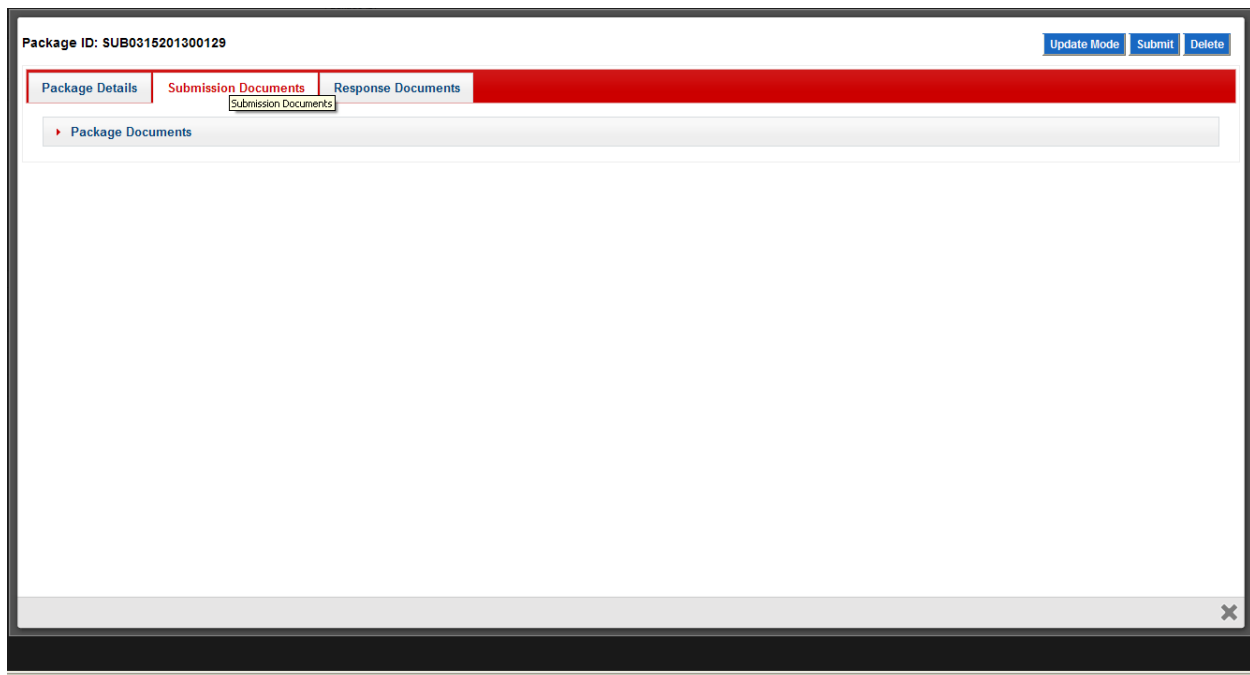 Package ID: SUB0315201300129
Update Mode Submit Delete
Package Details Submission Documents Response Documents
Submission Documents
Package Documents